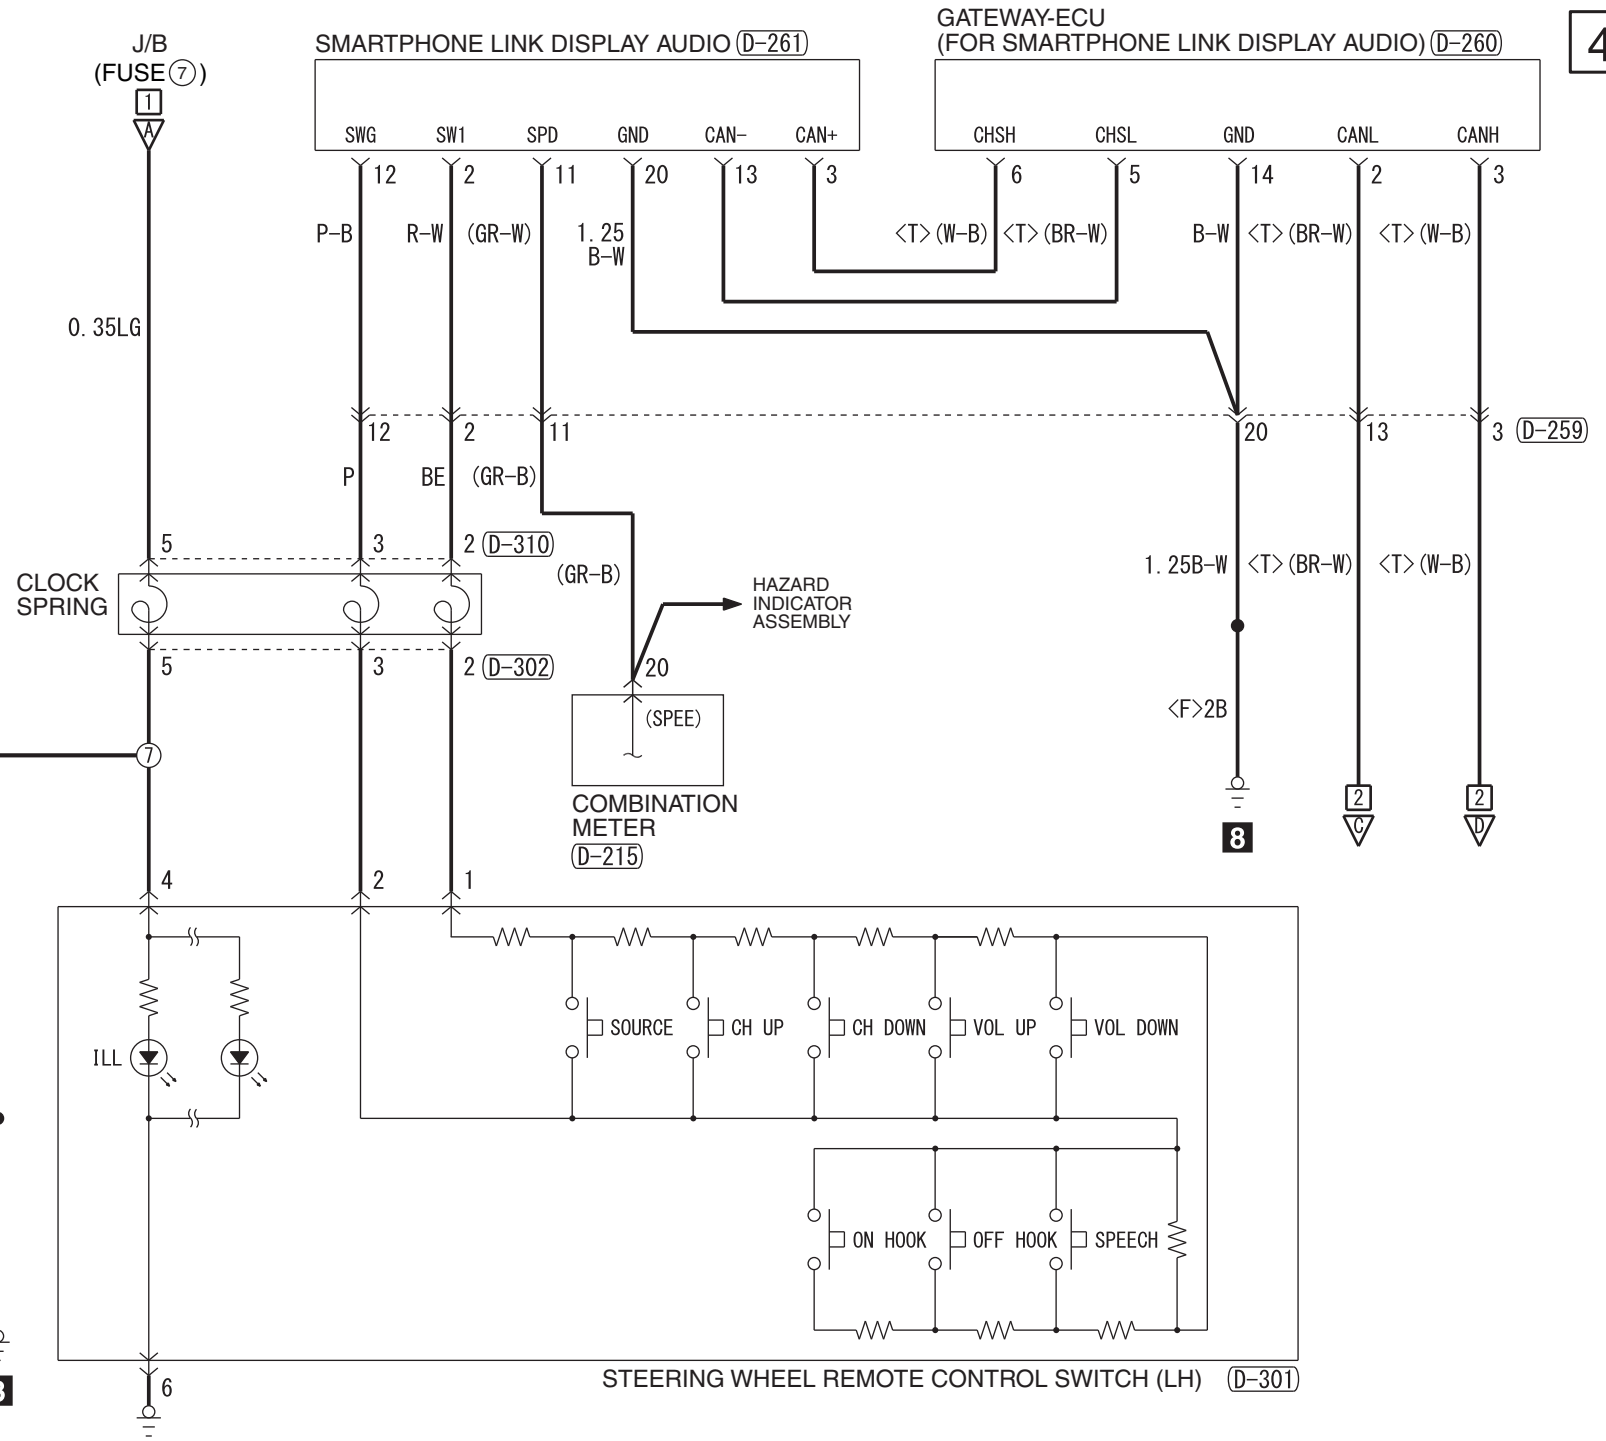 GATEWAY-ECU
J/B
SMARTPHONE LINK DISPLAY AUDIO (D-261)
(FOR SMARTPHONE LINK DISPLAY AUDIO) (D-260)
4
(FUSE 7)
1
A
SWG SW1 SPD GND CAN- CAN+
CHSH CHSL GND CANL CANH
12 2 11 20 13 3
6 5 14 2 3
P-B R-W (GR-W) 1.25
B-W
<T>(W-B) <T>(BR-W) B-W <T>(BR-W) <T>(W-B)
0.35LG
12 2 11 20 13 3 (D-259)
P BE (GR-B)
5 3 2 (D-310)
1.25B-W <T>(BR-W) <T>(W-B)
(GR-B)
CLOCK
SPRING
HAZARD
INDICATOR
ASSEMBLY
5 3 2 (D-302)
20
(SPEE)
<F>2B
7
COMBINATION
METER
(D-215)
8
2
C
2
D
4 2 1
SOURCE CH UP CH DOWN VOL UP VOL DOWN
ILL
ON HOOK OFF HOOK SPEECH
STEERING WHEEL REMOTE CONTROL SWITCH (LH) (D-301)
6